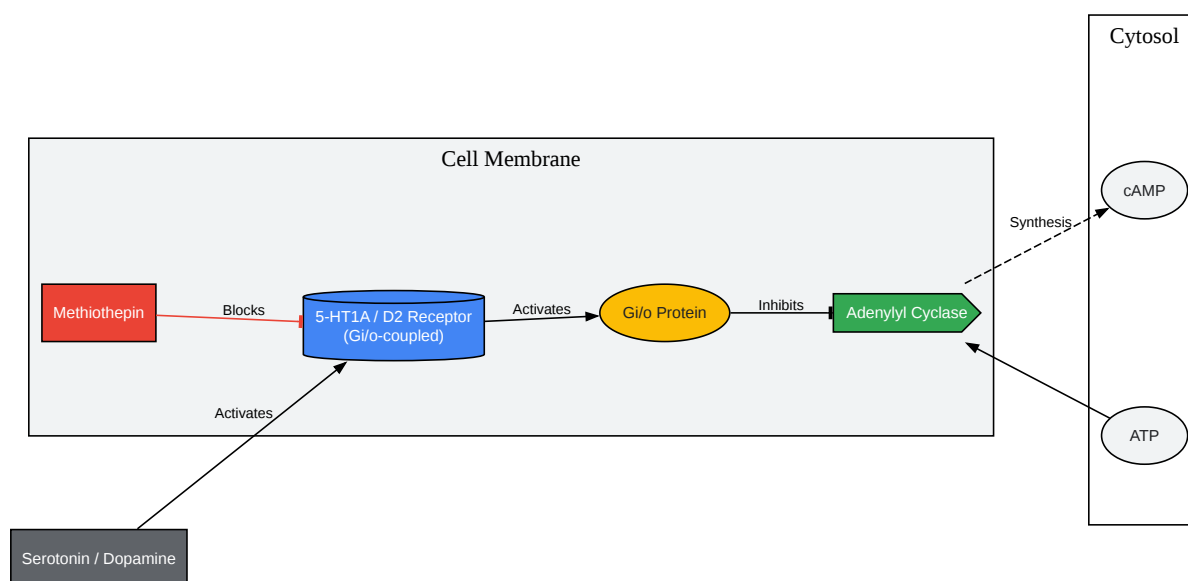 Cytosol
Cell Membrane
cAMP
Synthesis
Methiothepin
Blocks
5-HT1A / D2 Receptor
(Gi/o-coupled)
Activates
Gi/o Protein
Inhibits
Adenylyl Cyclase
Activates
ATP
Serotonin / Dopamine